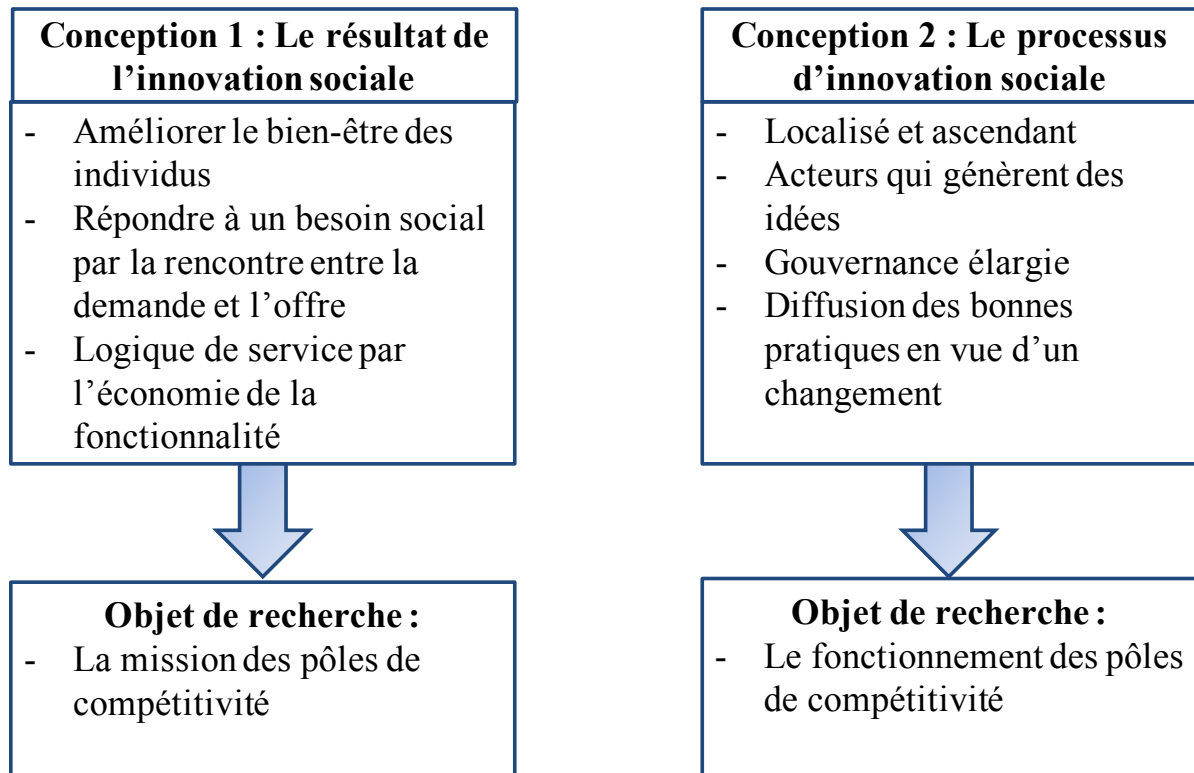 Conception 1 : Le résultat de
l’innovation sociale
- Améliorer le bien-être des
individus
- Répondre à un besoin social
par la rencontre entre la
demande et l’offre
- Logique de service par
l’économie de la
fonctionnalité
Objet de recherche :
- La mission des pôles de
compétitivité
Conception 2 : Le processus
d’innovation sociale
- Localisé et ascendant
- Acteurs qui génèrent des
idées
- Gouvernance élargie
- Diffusion des bonnes
pratiques en vue d’un
changement
Objet de recherche :
- Le fonctionnement des pôles
de compétitivité